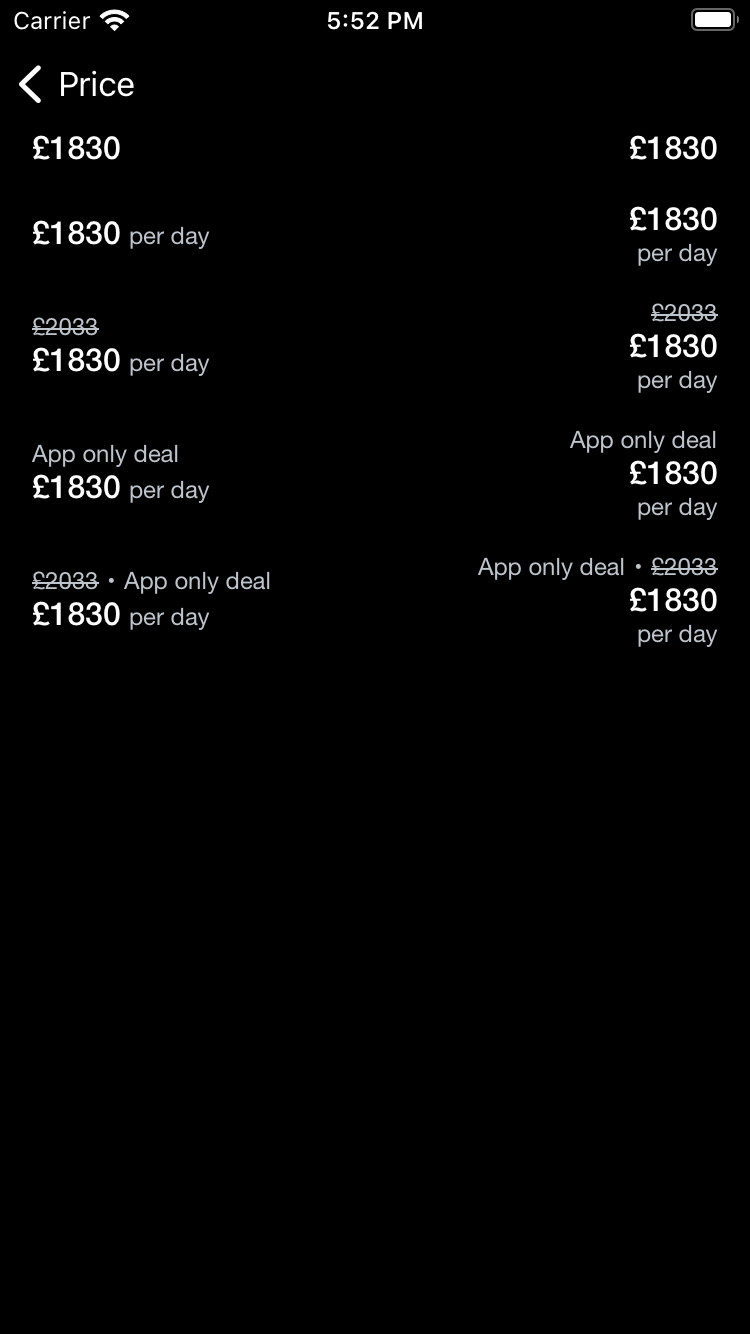 Carrier 5:52 PM
Price
£1830 £1830
£1830 per day £1830
per day
£2033 £2033
£1830 per day £1830
per day
App only deal App only deal
£1830 per day £1830
per day
£2033 • App only deal App only deal • £2033
£1830 per day £1830
per day